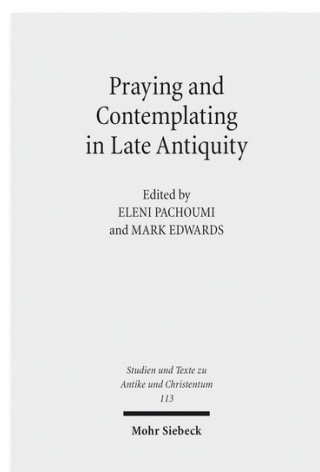 Praying and
Contemplating
in Late Antiquity
Edited by
ELENI PACHOUMI
and MARK EDWARDS
Studien und Texte zu
Antike und Christentum
113
Mohr Siebeck